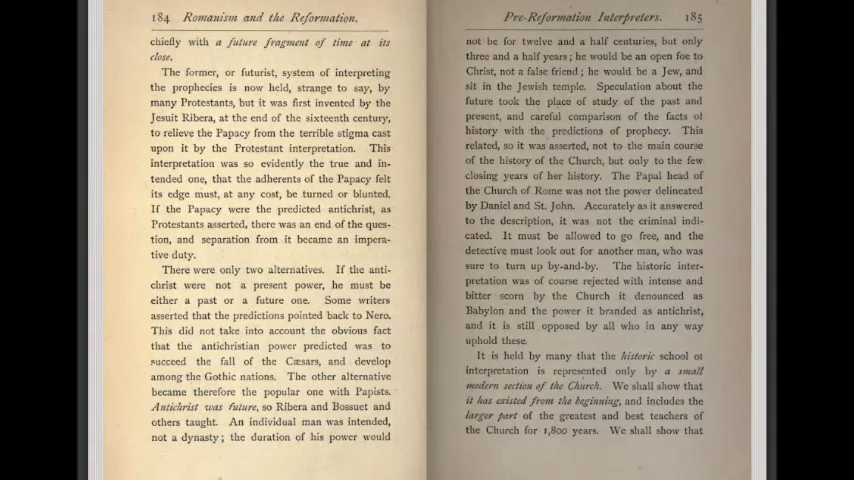 184 Romanism and the Reformation.
chiefly with a future fragment of time at its
close.
The former, or futurist, system of interpreting
the prophecies is now held, strange to say, by
many Protestants, but it was first invented by the
Jesuit Ribera, at the end of the sixteenth century,
to relieve the Papacy from the terrible stigma cast
upon it by the Protestant interpretation. This
interpretation was so evidently the true and in-
tended one, that the adherents of the Papacy felt
its edge must, at any cost, be turned or blunted.
If the Papacy were the predicted antichrist, as
Protestants asserted, there was an end of the ques-
tion, and separation from it became an impera-
tive duty.
There were only two alternatives. If the anti-
christ were not a present power, he must be
either a past or a future one. Some writers
asserted that the predictions pointed back to Nero.
This did not take into account the obvious fact
that the antichristian power predicted was to
succeed the fall of the Cæsars, and develop
among the Gothic nations. The other alternative
became therefore the popular one with Papists.
Antichrist was future, so Ribera and Bossuet and
others taught. An individual man was intended,
not a dynasty; the duration of his power would
Pre-Reformation Interpreters. 185
not be for twelve and a half centuries, but only
three and a half years; he would be an open foe to
Christ, not a false friend; he would be a Jew, and
sit in the Jewish temple. Speculation about the
future took the place of study of the past and
present, and careful comparison of the facts of
history with the predictions of prophecy. This
related, so it was asserted, not to the main course
of the history of the Church, but only to the few
closing years of her history. The Papal head of
the Church of Rome was not the power delineated
by Daniel and St. John. Accurately as it answered
to the description, it was not the criminal indi-
cated. It must be allowed to go free, and the
detective must look out for another man, who was
sure to turn up by-and-by. The historic inter-
pretation was of course rejected with intense and
bitter scorn by the Church it denounced as
Babylon and the power it branded as antichrist,
and it is still opposed by all who in any way
uphold these.
It is held by many that the historic school of
interpretation is represented only by a small
modern section of the Church. We shall show that
it has existed from the beginning, and includes the
larger part of the greatest and best teachers of
the Church for 1,800 years. We shall show that